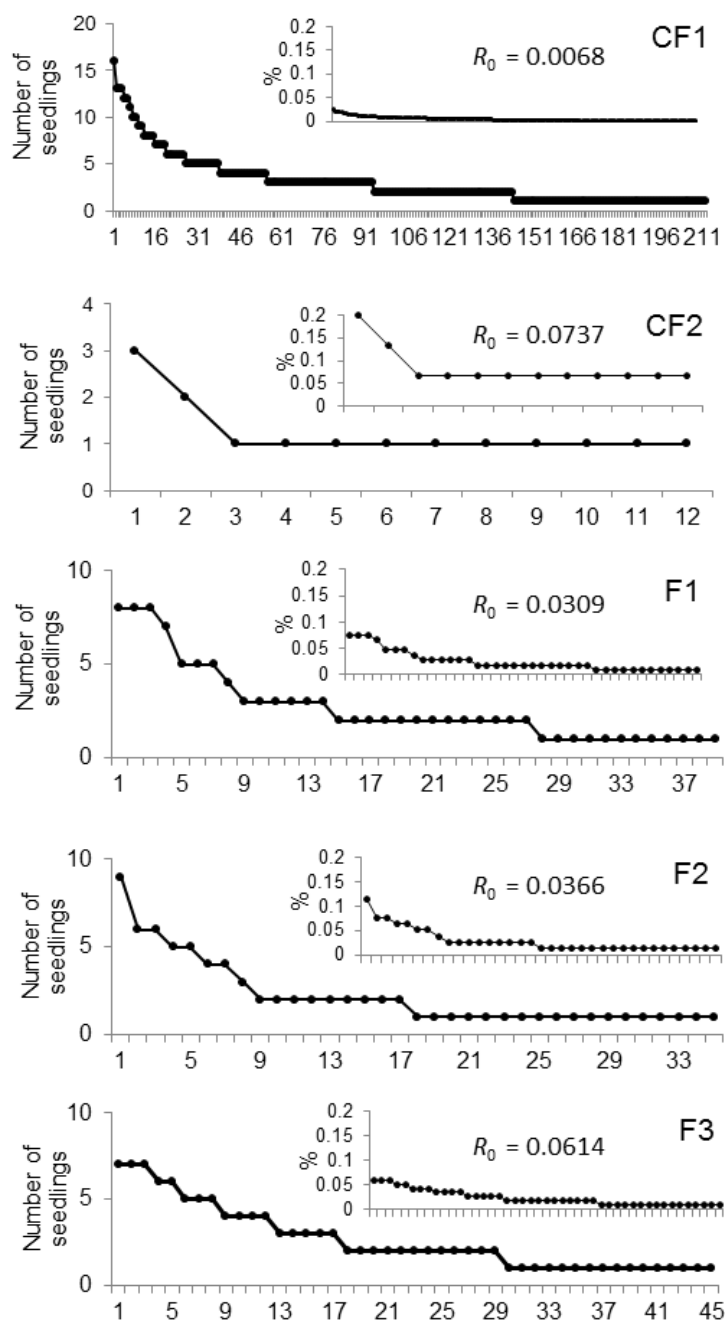 CF1
R0 = 0.0068
Number of
seedlings
20
15
10
5
0
%
0.2
0.15
0.1
0.05
0
1 16 31 46 61 76 91 106 121 136 151 166 181 196 211
CF2
R0 = 0.0737
Number of
seedlings
4
3
2
1
0
%
0.2
0.15
0.1
0.05
0
1 2 3 4 5 6 7 8 9 10 11 12
F1
R0 = 0.0309
Number of
seedlings
10
5
0
%
0.2
0.15
0.1
0.05
0
1 5 9 13 17 21 25 29 33 37
F2
R0 = 0.0366
Number of
seedlings
10
5
0
%
0.2
0.15
0.1
0.05
0
1 5 9 13 17 21 25 29 33
F3
R0 = 0.0614
Number of
seedlings
10
5
0
%
0.2
0.15
0.1
0.05
0
1 5 9 13 17 21 25 29 33 37 41 45